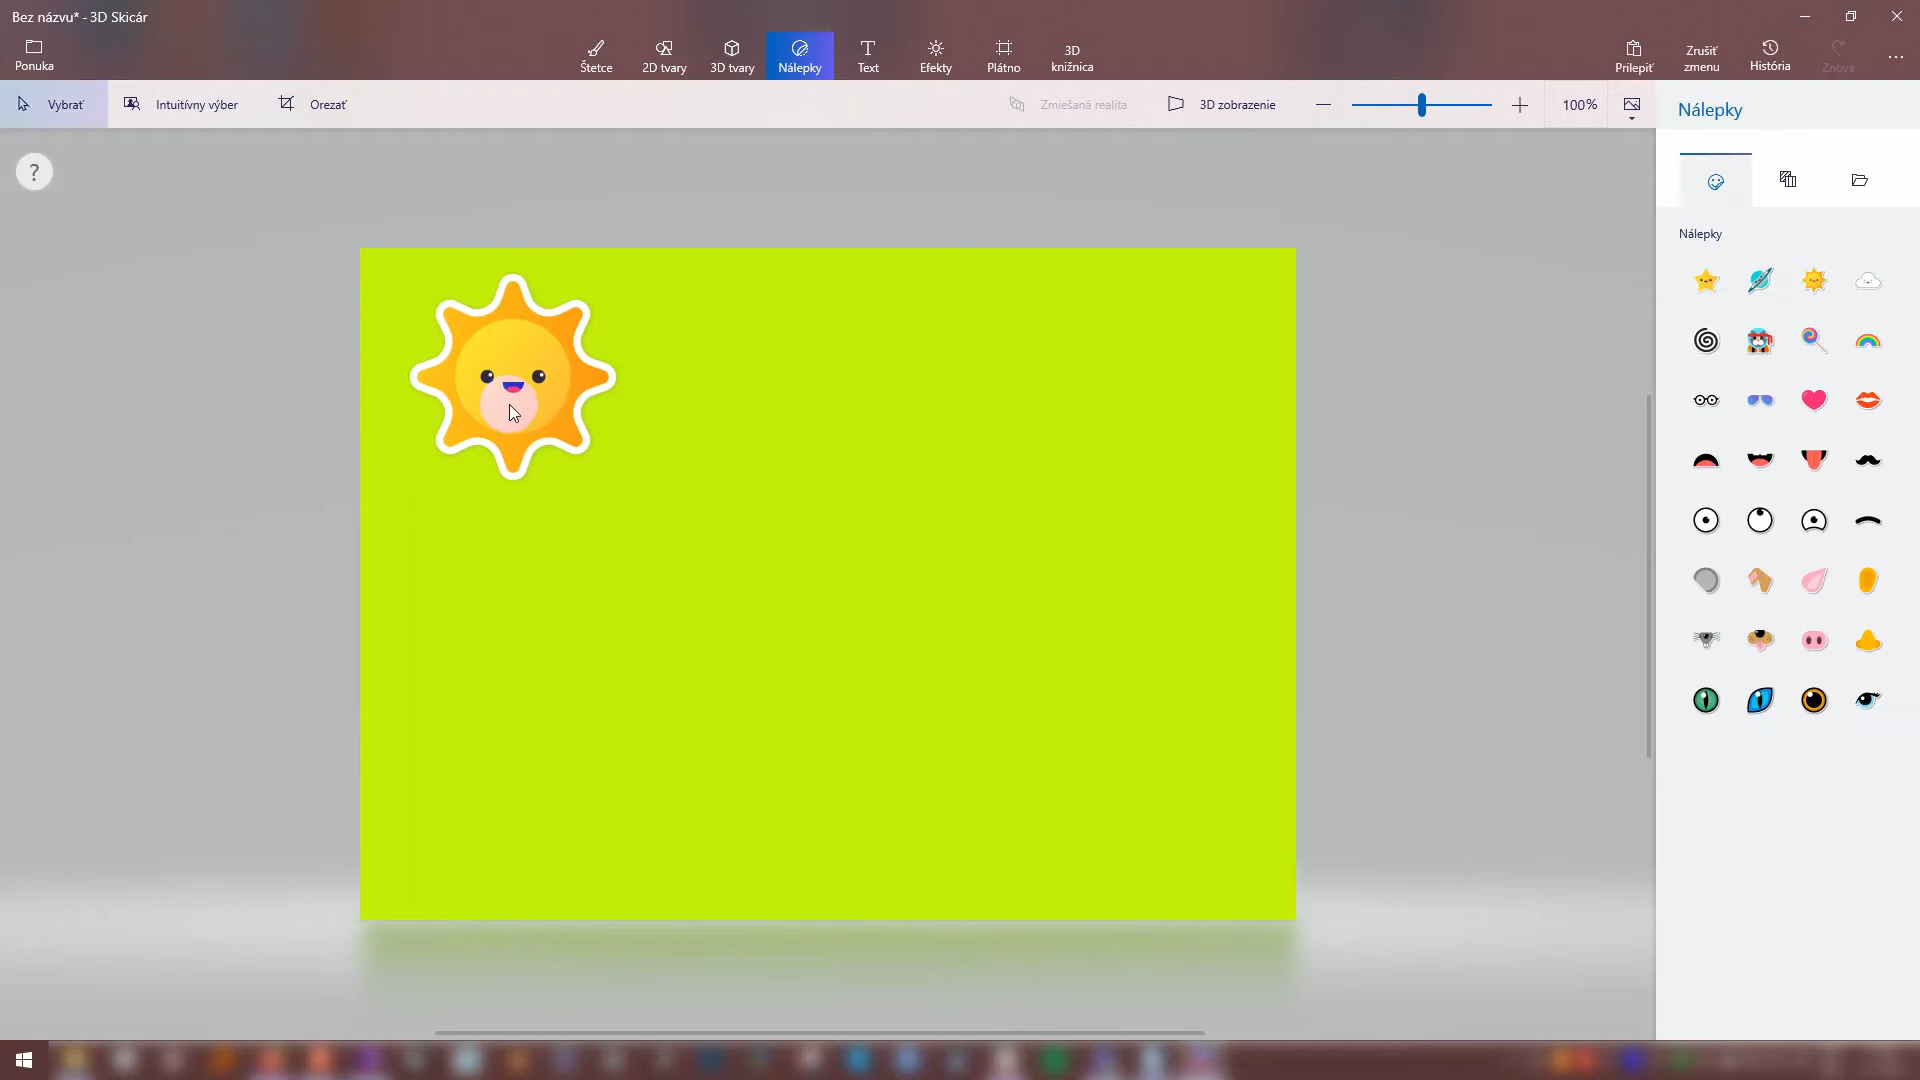 Bez názvu* - 3D Skicár
Ponuka
Štetce
2D tvary
3D tvary
Nálepky
Text
Efekty
Plátno
3D
knižnica
Prilepiť
Zrušiť
zmenu
História
Znova
Vybrať
Intuitívny výber
Orezať
Zmiešaná realita
3D zobrazenie
100%
Nálepky
?
Nálepky